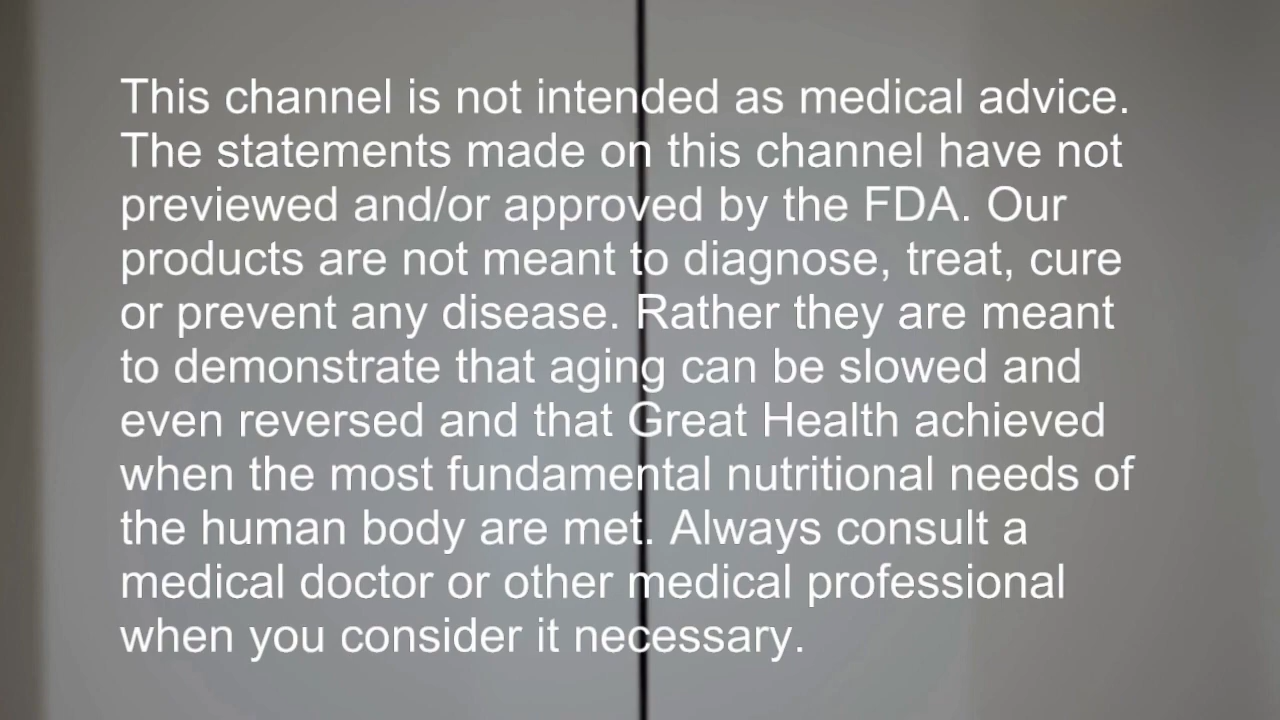 This channel is not intended as medical advice.
The statements made on this channel have not
previewed and/or approved by the FDA. Our
products are not meant to diagnose, treat, cure
or prevent any disease. Rather they are meant
to demonstrate that aging can be slowed and
even reversed and that Great Health achieved
when the most fundamental nutritional needs of
the human body are met. Always consult a
medical doctor or other medical professional
when you consider it necessary.